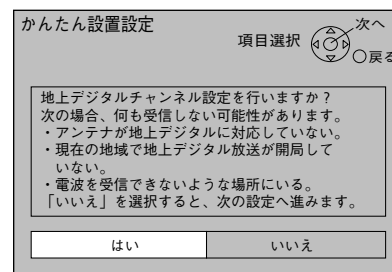 かんたん設置設定
項目選択
次へ
○戻る
地上デジタルチャンネル設定を行いますか？
次の場合、何も受信しない可能性があります。
・アンテナが地上デジタルに対応していない。
・現在の地域で地上デジタル放送が開局して
いない。
・電波を受信できないような場所にいる。
「いいえ」を選択すると、次の設定へ進みます。
はい
いいえ